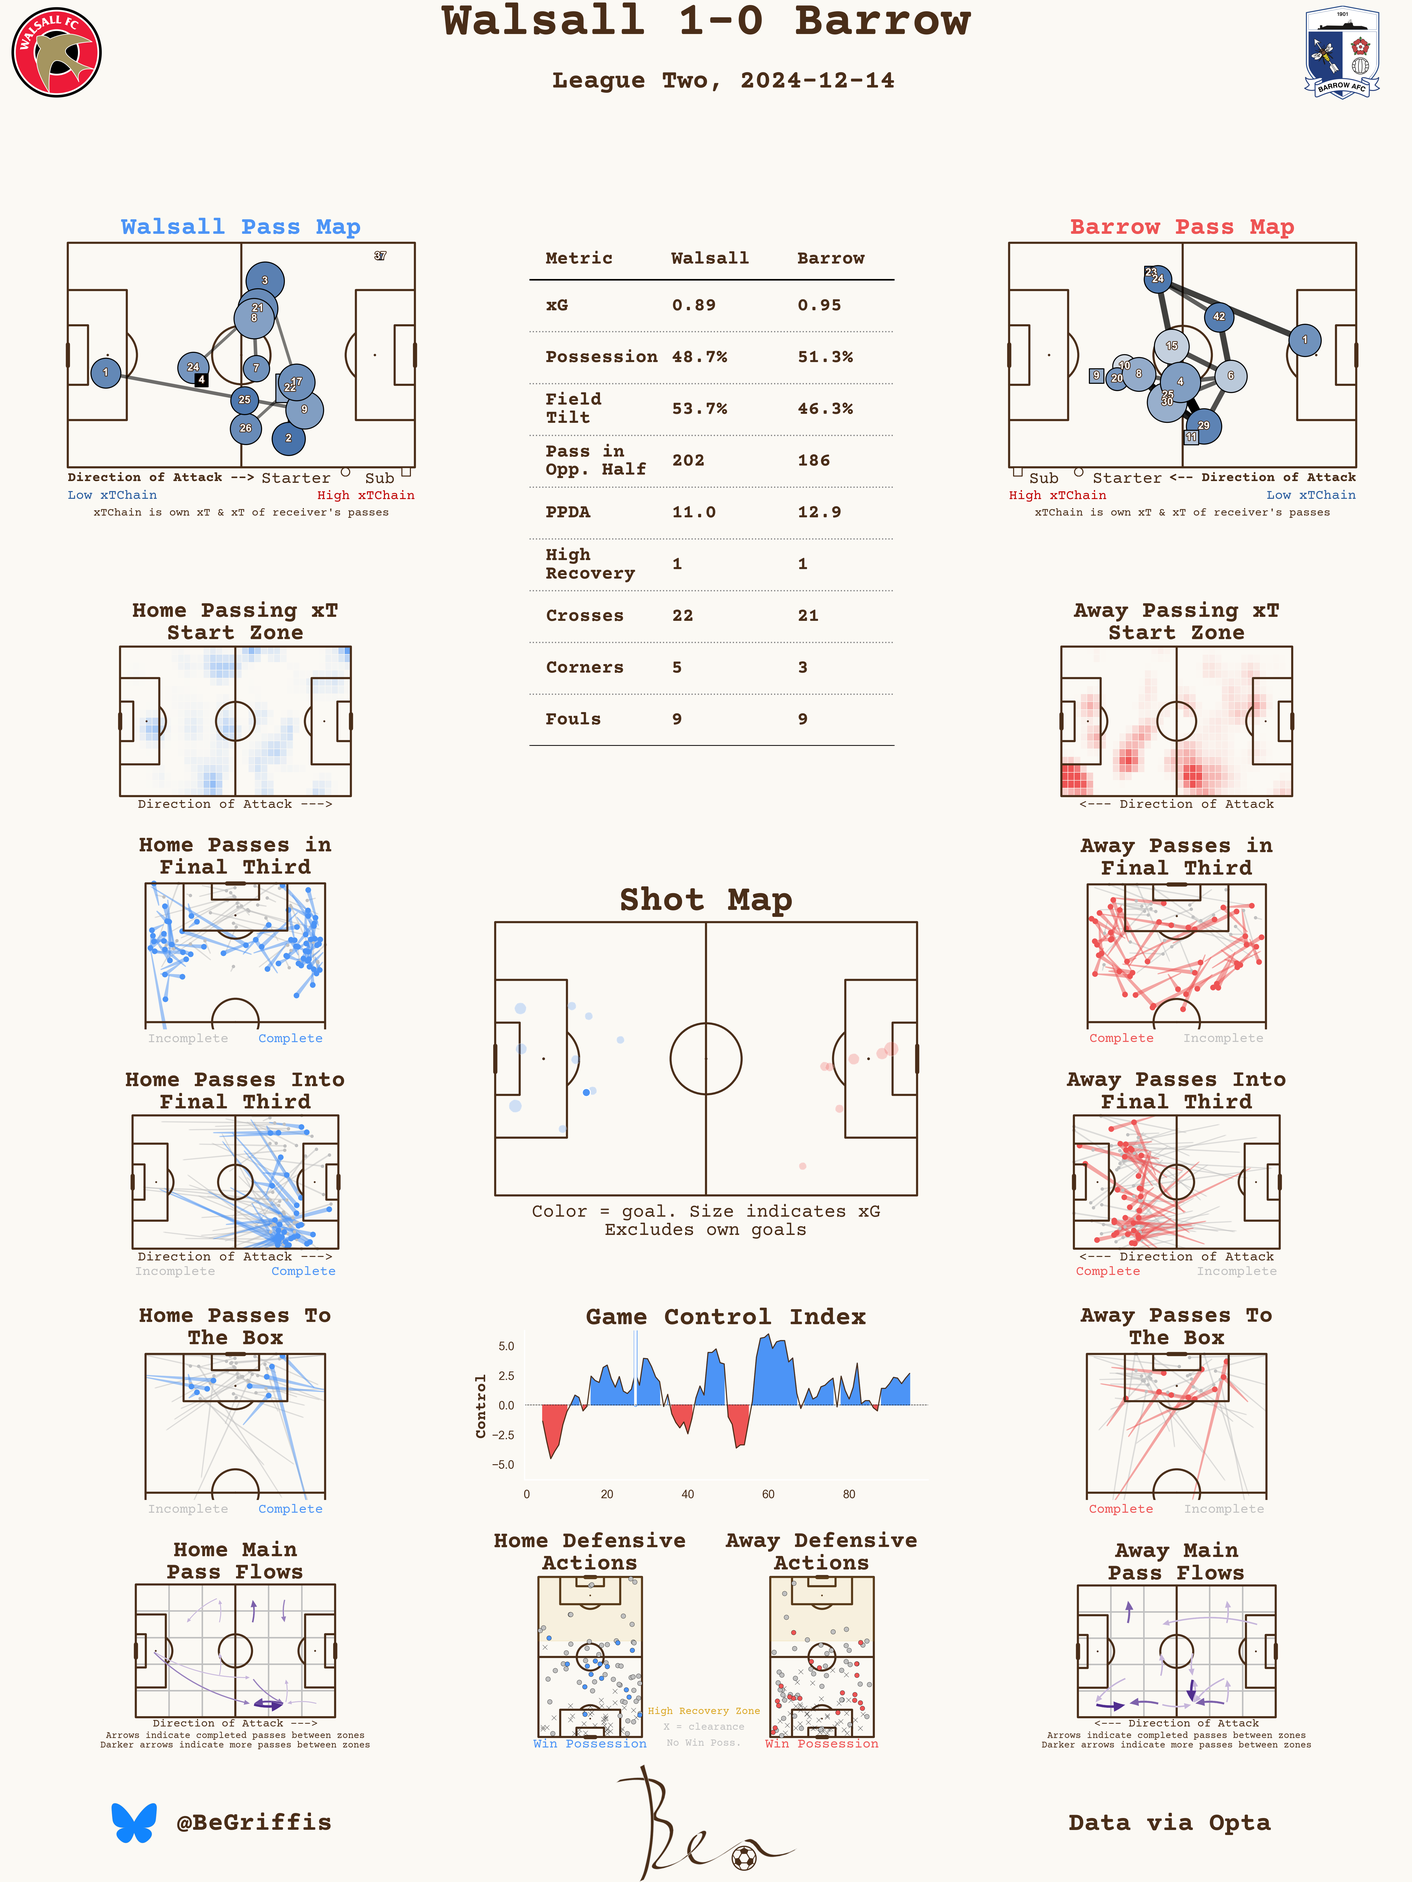 Walsall 1-0 Barrow
League Two, 2024-12-14
WALSALL FC
1901
BARROW AFC
Walsall Pass Map
37
3
21
8
24
4
7
1
17
22
25
9
26
2
Direction of Attack --> Starter Sub
Low xTChain High xTChain
xTChain is own xT & xT of receiver's passes
Metric Walsall Barrow
xG 0.89 0.95
Possession 48.7% 51.3%
Field
Tilt 53.7% 46.3%
Pass in
Opp. Half 202 186
PPDA 11.0 12.9
High
Recovery 1 1
Crosses 22 21
Corners 5 3
Fouls 9 9
Barrow Pass Map
23
24
42
1
15
10
9
20
8
4
6
25
30
29
11
Sub Starter <-- Direction of Attack
High xTChain Low xTChain
xTChain is own xT & xT of receiver's passes
Home Passing xT
Start Zone
Direction of Attack --->
Away Passing xT
Start Zone
<--- Direction of Attack
Home Passes in
Final Third
Incomplete Complete
Away Passes in
Final Third
Complete Incomplete
Shot Map
Color = goal. Size indicates xG
Excludes own goals
Home Passes Into
Final Third
Direction of Attack --->
Incomplete Complete
Away Passes Into
Final Third
<--- Direction of Attack
Complete Incomplete
Home Passes To
The Box
Incomplete Complete
Game Control Index
Control
5.0
2.5
0.0
−2.5
−5.0
0 20 40 60 80
Away Passes To
The Box
Complete Incomplete
Home Main
Pass Flows
Direction of Attack --->
Arrows indicate completed passes between zones
Darker arrows indicate more passes between zones
Home Defensive
Actions
Win Possession
High Recovery Zone
X = clearance
No Win Poss.
Away Defensive
Actions
Win Possession
Away Main
Pass Flows
<--- Direction of Attack
Arrows indicate completed passes between zones
Darker arrows indicate more passes between zones
@BeGriffis
Ben
Data via Opta